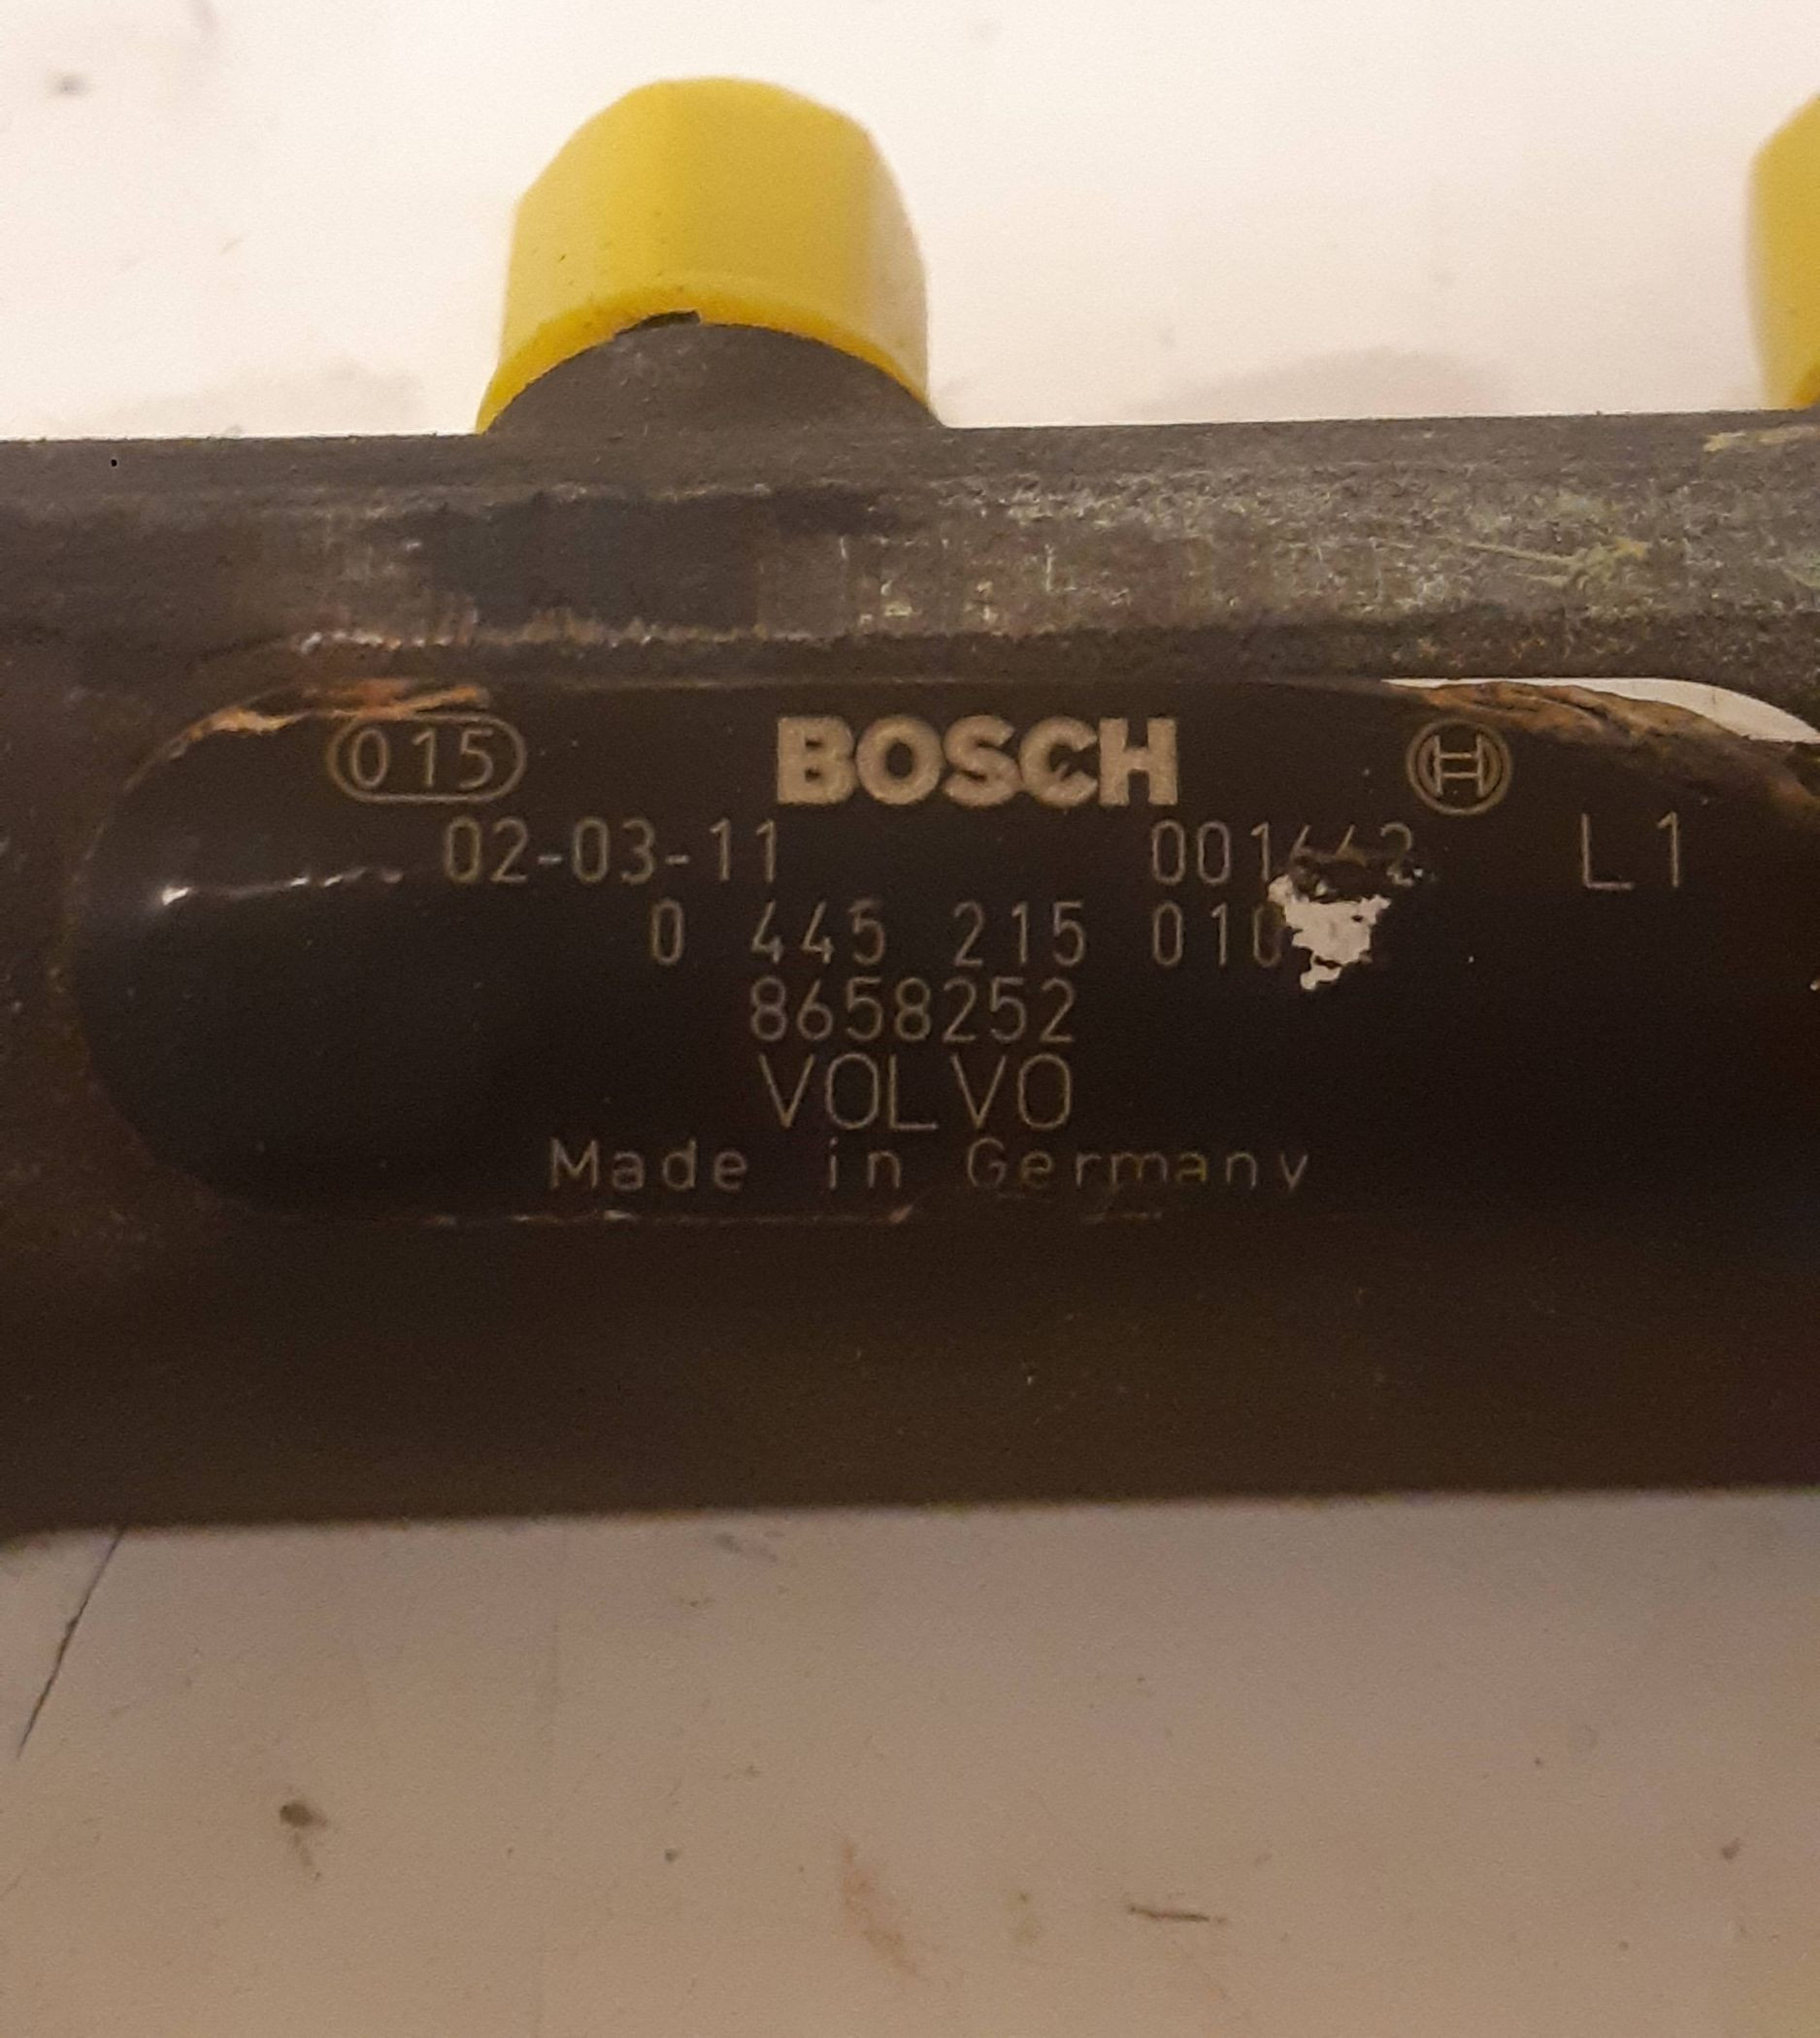 015 BOSCH
02-03-11 L1
0 445 215 010
8658252
VOLVO
Made in Germany